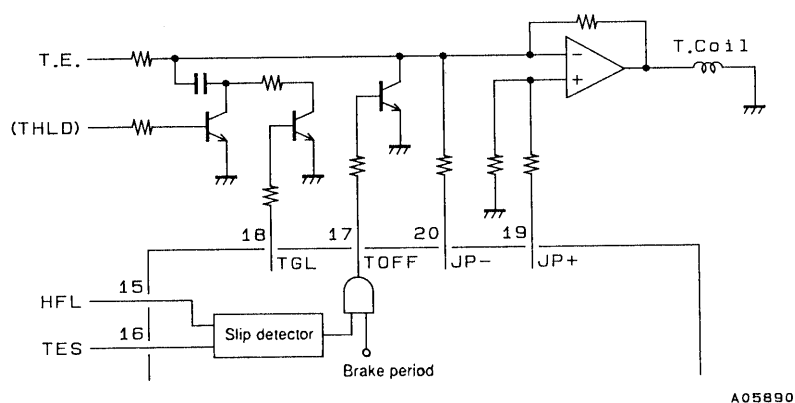 T.E.
T.Coil
−
+
(THLD)
18
17
20
19
TGL
TOFF
JP−
JP+
HFL
15
TES
16
Slip detector
Brake period
A05890